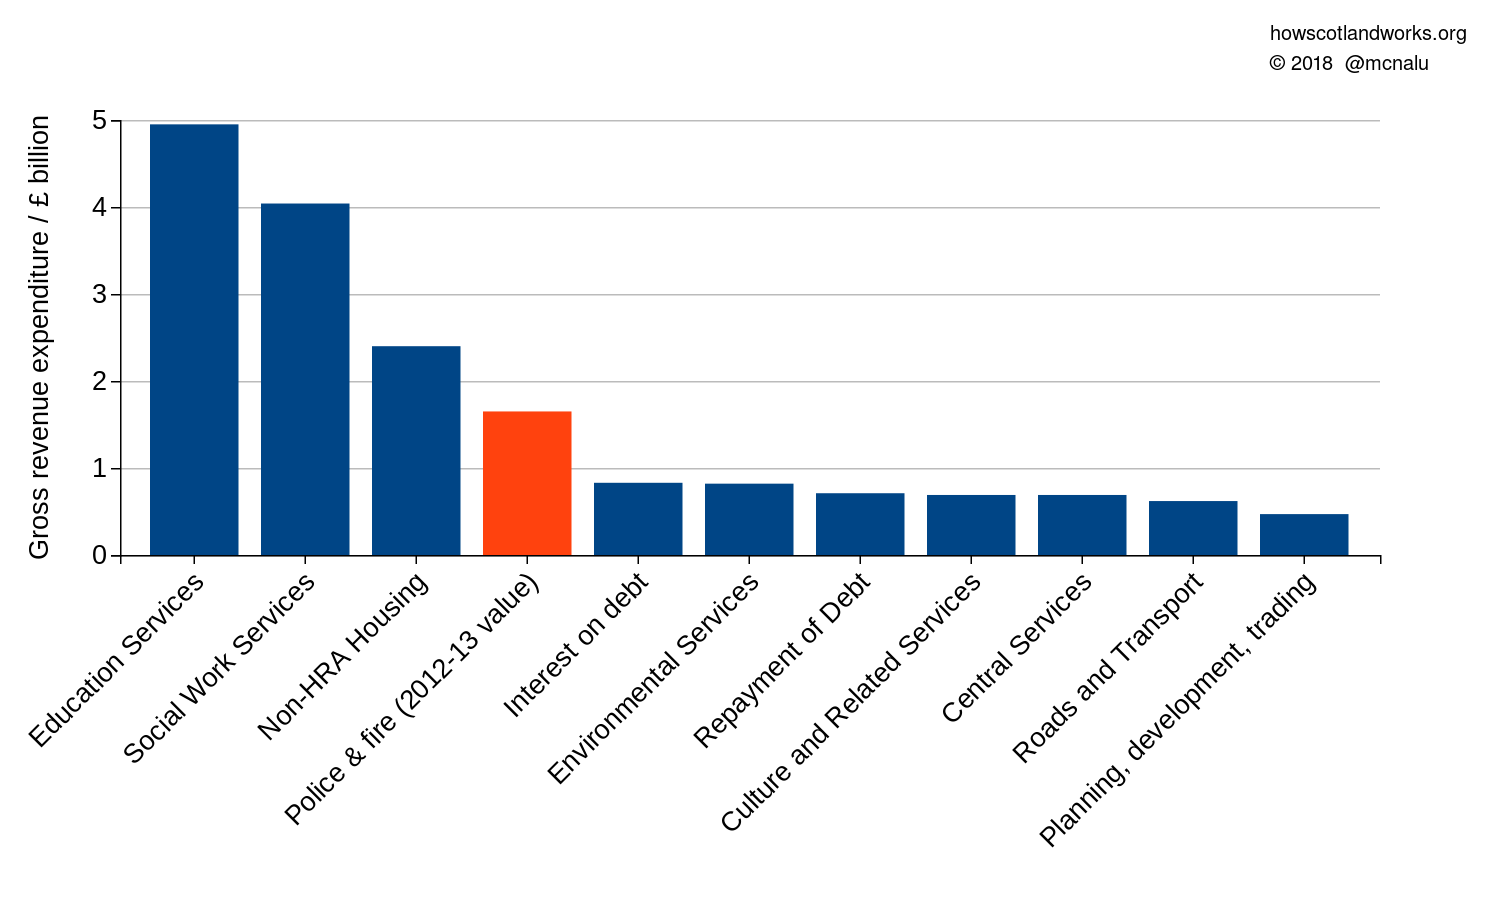 howscotlandworks.org
© 2018 @mcnalu
Gross revenue expenditure / £ billion
5
4
3
2
1
0
Education Services
Social Work Services
Non-HRA Housing
Police & fire (2012-13 value)
Interest on debt
Environmental Services
Repayment of Debt
Culture and Related Services
Central Services
Roads and Transport
Planning, development, trading